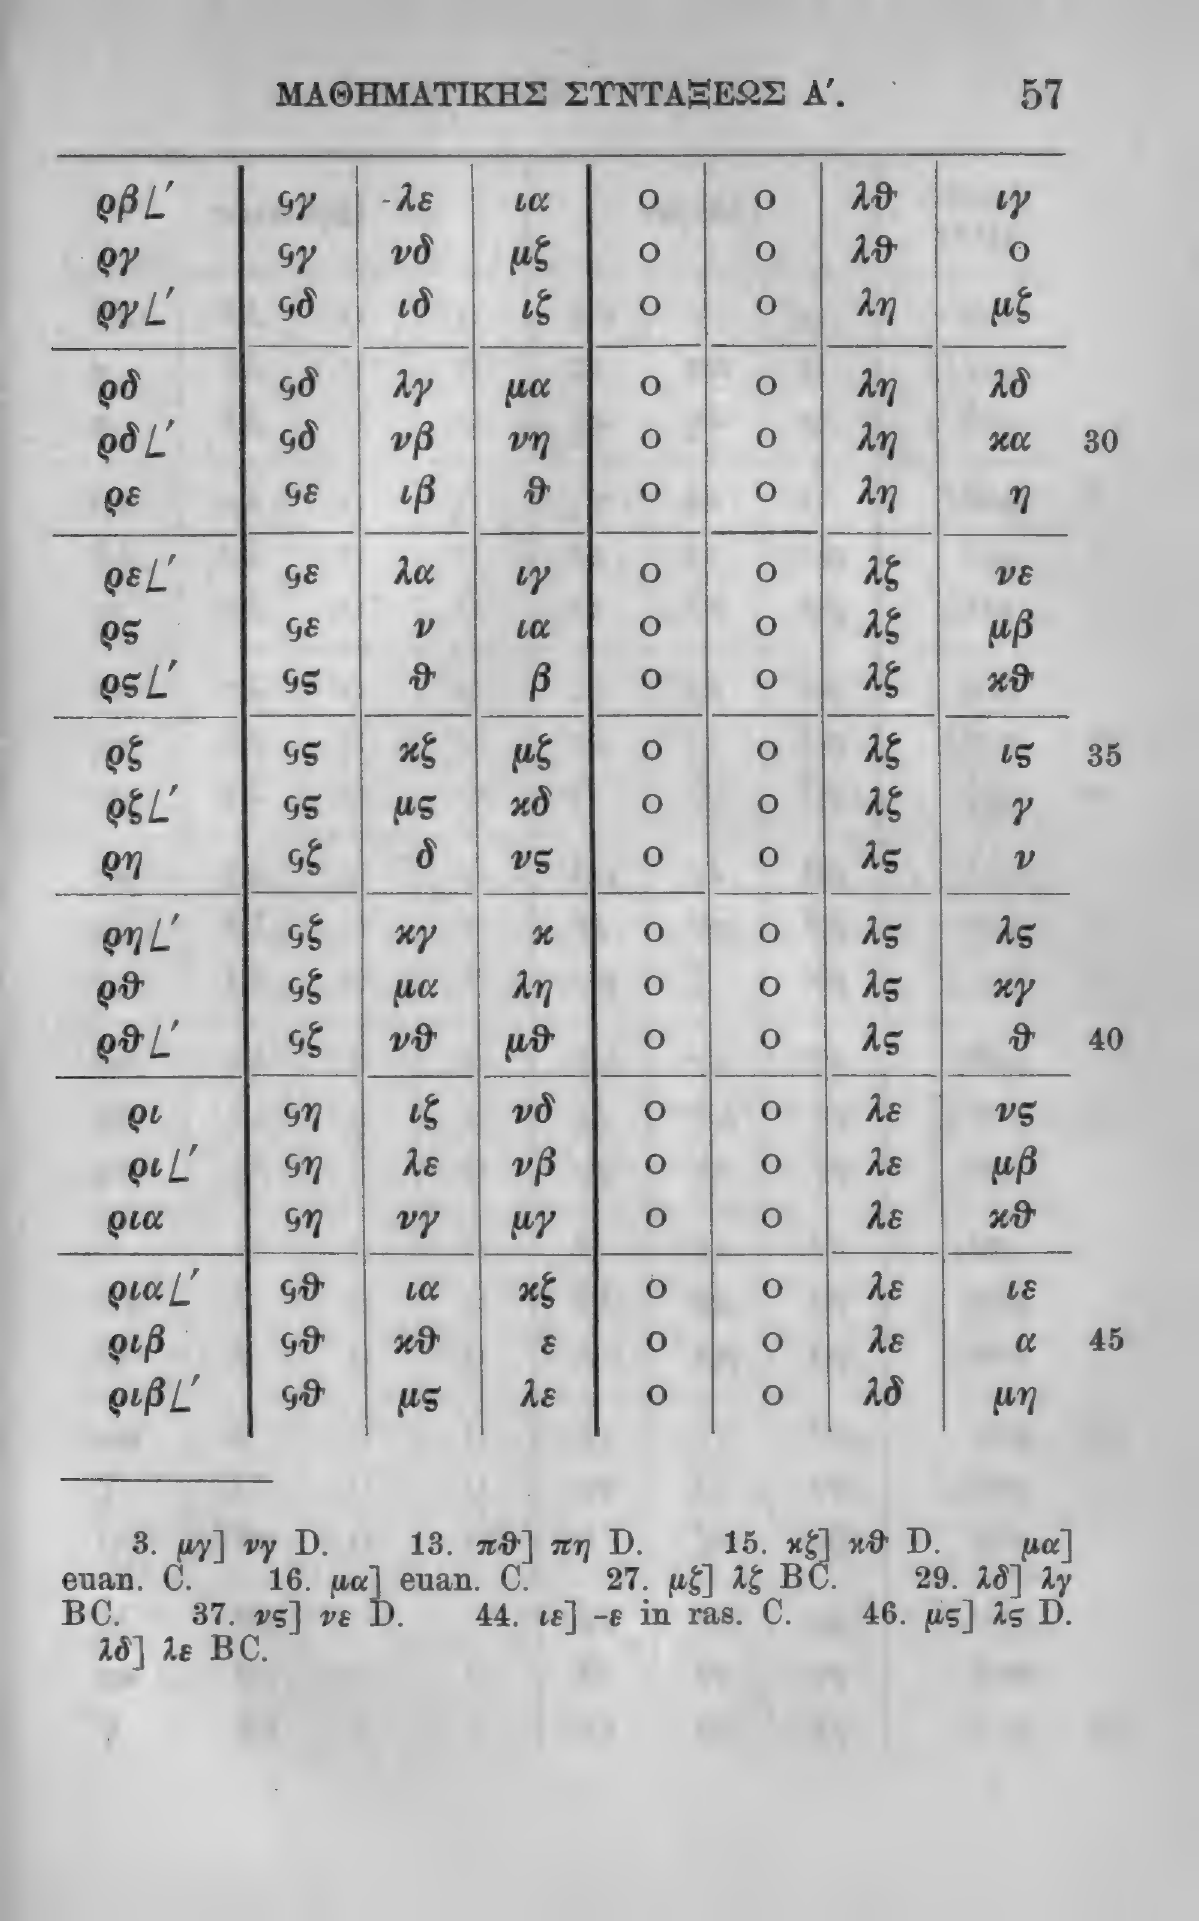 ΜΑΘΗΜΑΤΙΚΗΣ ΣΥΝΤΑΞΕΩΣ Α′. 57
ρβ∠′ ϟγ λε ια ο ο λθ ιγ
ργ ϟγ νδ μζ ο ο λθ ο
ργ∠′ ϟδ ιδ ιζ ο ο λη μζ
ρδ ϟδ λγ μα ο ο λη λδ
ρδ∠′ ϟδ νβ νη ο ο λη κα 30
ρε ϟε ιβ θ ο ο λη η
ρε∠′ ϟε λα ιγ ο ο λζ νε
ρϛ ϟε ν ια ο ο λζ μβ
ρϛ∠′ ϟϛ θ β ο ο λζ κθ
ρζ ϟϛ κζ μζ ο ο λζ ιϛ 35
ρζ∠′ ϟϛ μϛ κδ ο ο λζ γ
ρη ϟζ δ νϛ ο ο λϛ ν
ρη∠′ ϟζ κγ κ ο ο λϛ λϛ
ρθ ϟζ μα λη ο ο λϛ κγ
ρθ∠′ ϟζ νθ μθ ο ο λϛ θ 40
ρι ϟη ιζ νδ ο ο λε νϛ
ρι∠′ ϟη λε νβ ο ο λε μβ
ρια ϟη νγ μγ ο ο λε κθ
ρια∠′ ϟθ ια κζ ο ο λε ιε
ριβ ϟθ κθ ε ο ο λε α 45
ριβ∠′ ϟθ μϛ λε ο ο λδ μη
3. μγ] νγ D. 13. πθ] πη D. 15. κζ] κθ D. μα]
euan. C. 16. μα] euan. C. 27. μζ] λζ BC. 29. λδ] λγ
BC. 37. νϛ] νε D. 44. ιε] -ε in ras. C. 46. μϛ] λϛ D.
λδ] λε BC.